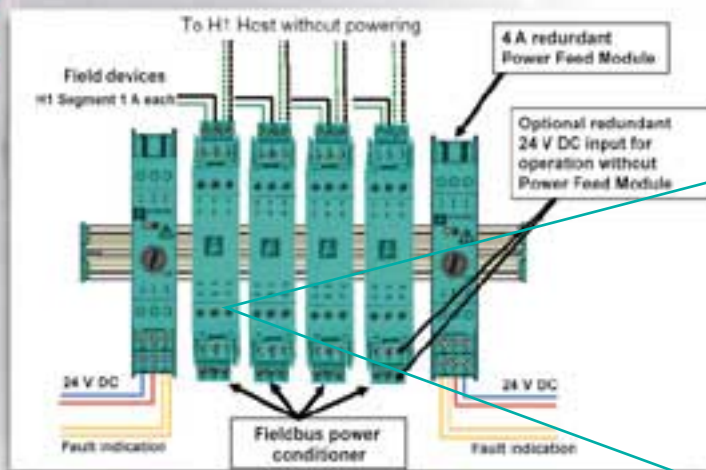 To H1 Host without powering
4 A redundant
Power Feed Module
Field devices
H1 Segment 1 A each
Optional redundant
24 V DC input for
operation without
Power Feed Module
24 V DC
24 V DC
Fault indication
Fieldbus power
conditioner
Fault indication